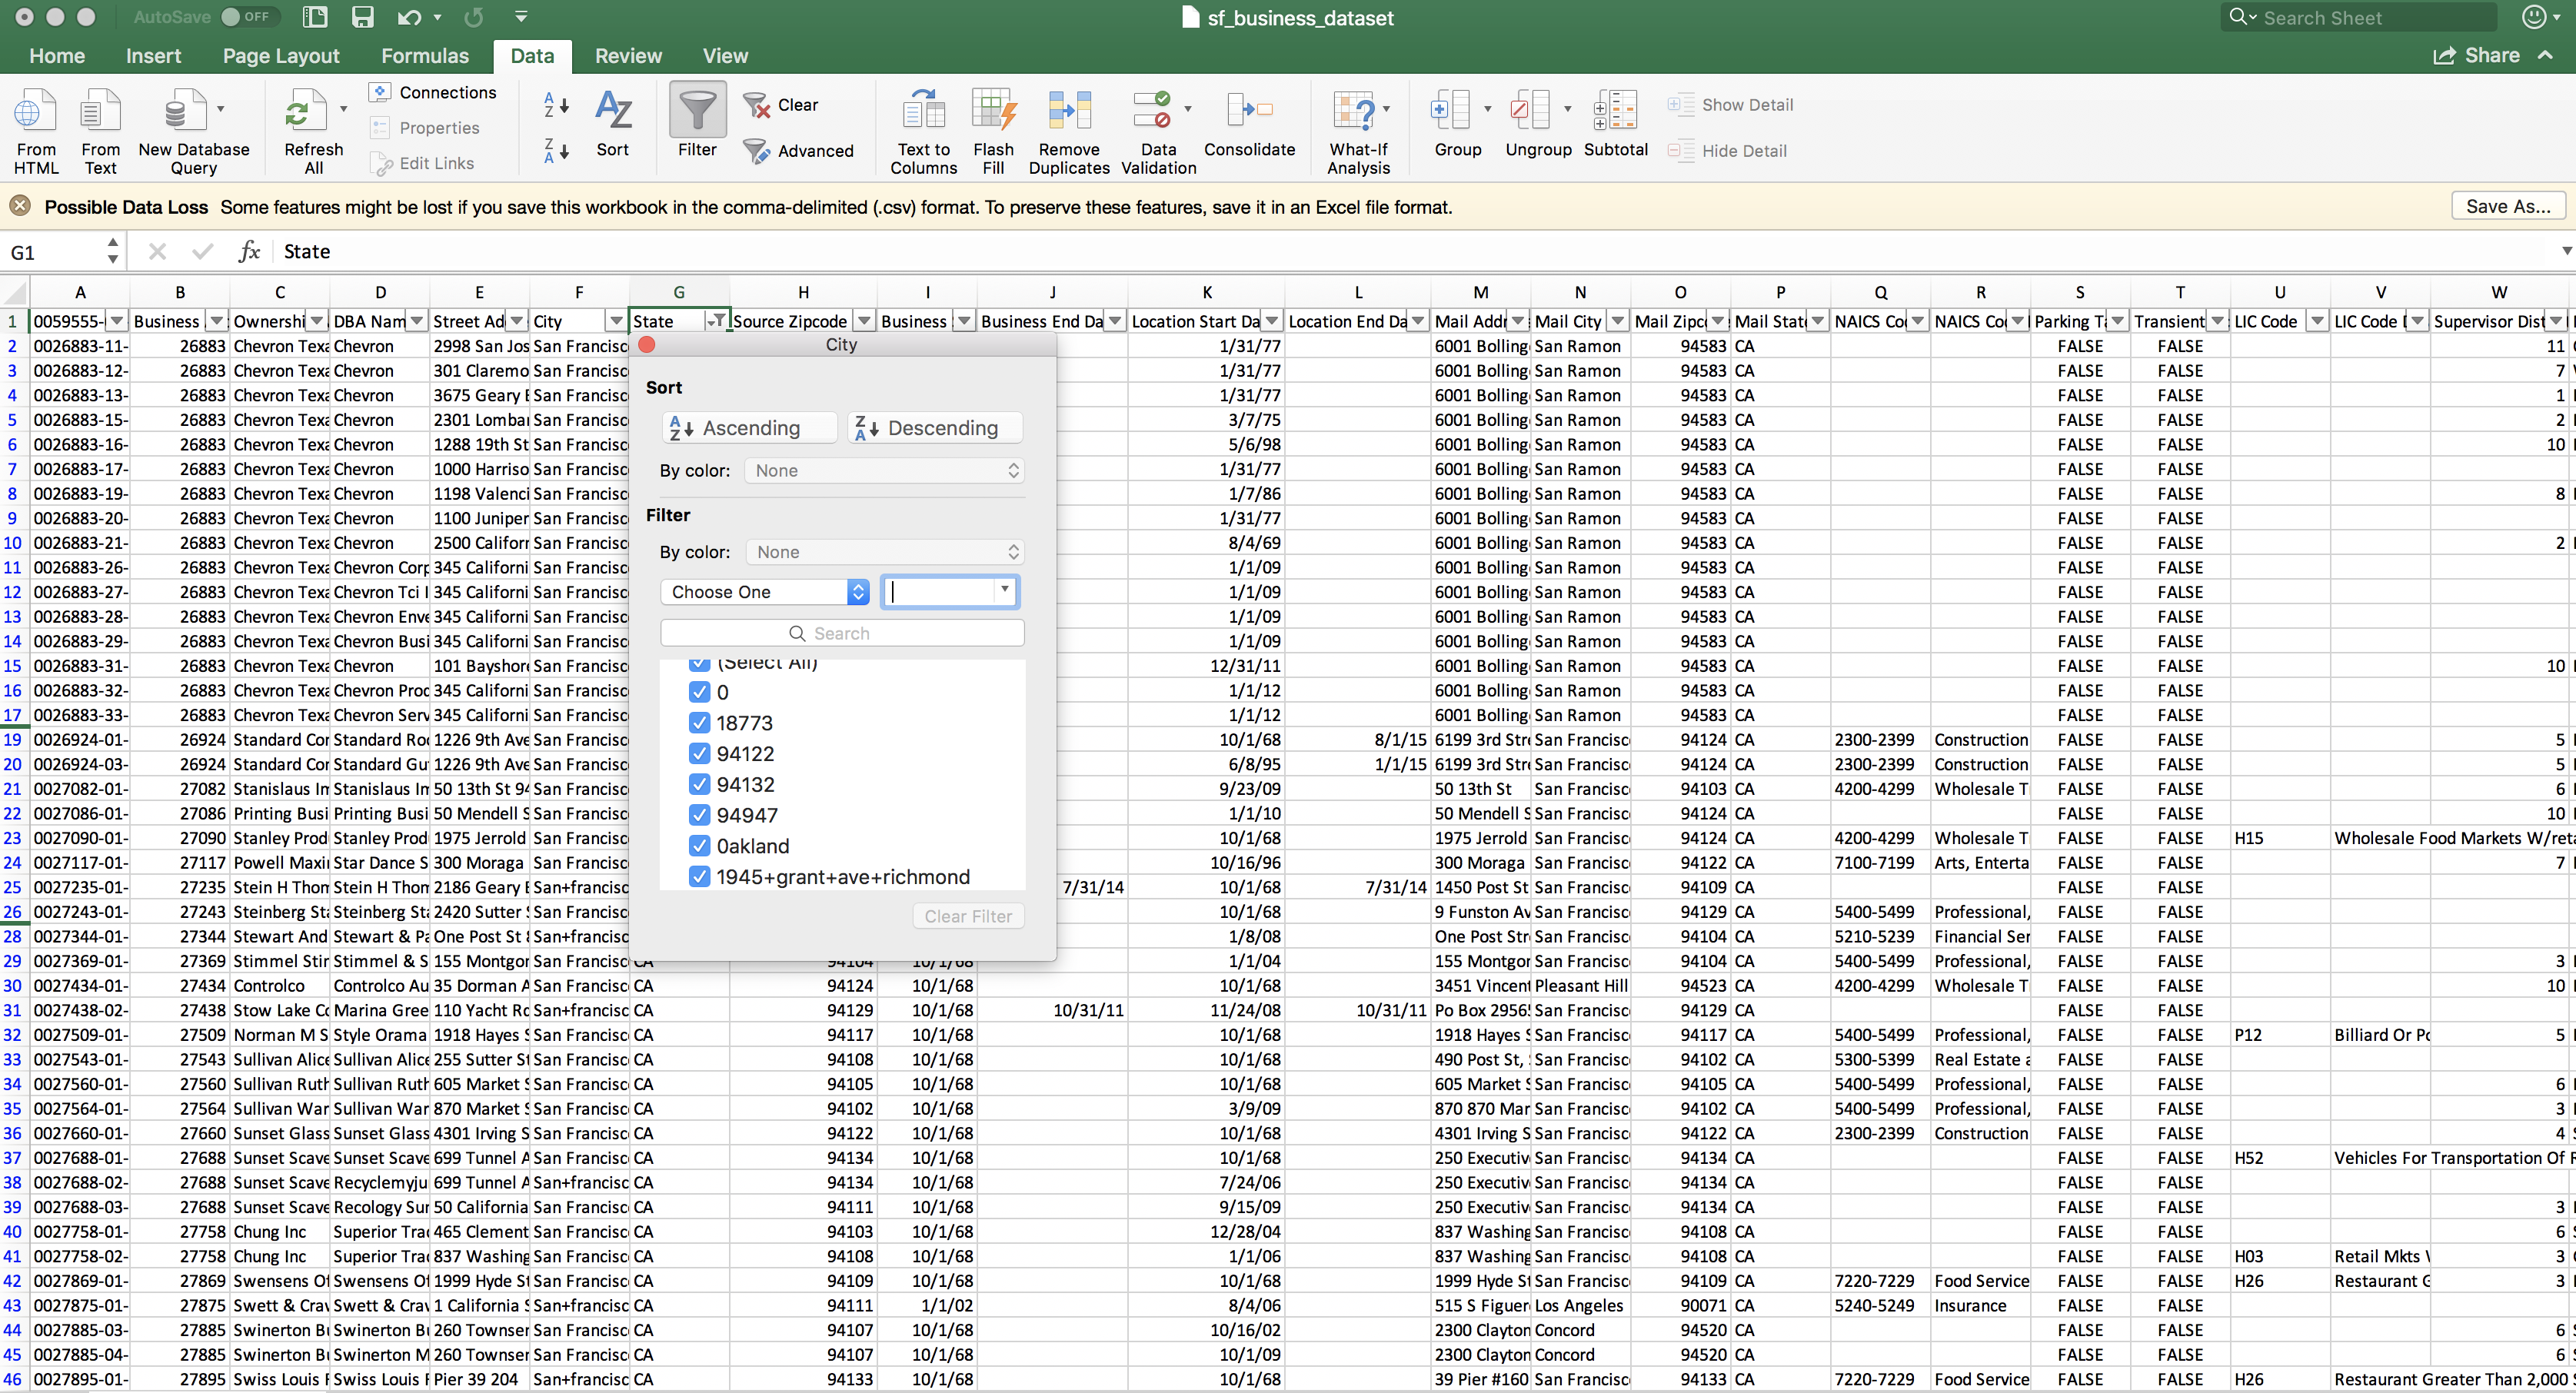 AutoSave OFF sf_business_dataset Search Sheet
Home Insert Page Layout Formulas Data Review View Share
From HTML From Text New Database Query Refresh All Connections Properties Edit Links Sort Filter Clear Advanced Text to Columns Flash Fill Remove Duplicates Data Validation Consolidate What-If Analysis Group Ungroup Subtotal Show Detail Hide Detail
Possible Data Loss Some features might be lost if you save this workbook in the comma-delimited (.csv) format. To preserve these features, save it in an Excel file format. Save As...
G1 fx State
A B C D E F G H I J K L M N O P Q R S T U V W
1 0059555- Business Ownershi DBA Nam Street Ad City State Source Zipcode Business Business End Da Location Start Da Location End Da Mail Addr Mail City Mail Zipc Mail State NAICS Co NAICS Co Parking T Transient LIC Code LIC Code Supervisor Dist
2 0026883-11- 26883 Chevron Texa Chevron 2998 San Jos San Francisc 1/31/77 6001 Bolling San Ramon 94583 CA FALSE FALSE 11
3 0026883-12- 26883 Chevron Texa Chevron 301 Claremo San Francisc 1/31/77 6001 Bolling San Ramon 94583 CA FALSE FALSE 7
4 0026883-13- 26883 Chevron Texa Chevron 3675 Geary San Francisc 1/31/77 6001 Bolling San Ramon 94583 CA FALSE FALSE 1
5 0026883-15- 26883 Chevron Texa Chevron 2301 Lomba San Francisc 3/7/75 6001 Bolling San Ramon 94583 CA FALSE FALSE 2
6 0026883-16- 26883 Chevron Texa Chevron 1288 19th St San Francisc 5/6/98 6001 Bolling San Ramon 94583 CA FALSE FALSE 10
7 0026883-17- 26883 Chevron Texa Chevron 1000 Harriso San Francisc 1/31/77 6001 Bolling San Ramon 94583 CA FALSE FALSE
8 0026883-19- 26883 Chevron Texa Chevron 1198 Valenci San Francisc 1/7/86 6001 Bolling San Ramon 94583 CA FALSE FALSE 8
9 0026883-20- 26883 Chevron Texa Chevron 1100 Juniper San Francisc 1/31/77 6001 Bolling San Ramon 94583 CA FALSE FALSE
10 0026883-21- 26883 Chevron Texa Chevron 2500 Califor San Francisc 8/4/69 6001 Bolling San Ramon 94583 CA FALSE FALSE 2
11 0026883-26- 26883 Chevron Texa Chevron Corp 345 Californi San Francisc 1/1/09 6001 Bolling San Ramon 94583 CA FALSE FALSE
12 0026883-27- 26883 Chevron Texa Chevron Tci I 345 Californi San Francisc 1/1/09 6001 Bolling San Ramon 94583 CA FALSE FALSE
13 0026883-28- 26883 Chevron Texa Chevron Enve 345 Californi San Francisc 1/1/09 6001 Bolling San Ramon 94583 CA FALSE FALSE
14 0026883-29- 26883 Chevron Texa Chevron Busi 345 Californi San Francisc 1/1/09 6001 Bolling San Ramon 94583 CA FALSE FALSE
15 0026883-31- 26883 Chevron Texa Chevron 101 Bayshor San Francisc 12/31/11 6001 Bolling San Ramon 94583 CA FALSE FALSE 10
16 0026883-32- 26883 Chevron Texa Chevron Proc 345 Californi San Francisc 1/1/12 6001 Bolling San Ramon 94583 CA FALSE FALSE
17 0026883-33- 26883 Chevron Texa Chevron Serv 345 Californi San Francisc 1/1/12 6001 Bolling San Ramon 94583 CA FALSE FALSE
19 0026924-01- 26924 Standard Cor Standard Ro 1226 9th Ave San Francisc 10/1/68 8/1/15 6199 3rd Stre San Francisc 94124 CA 2300-2399 Construction FALSE FALSE 5
20 0026924-03- 26924 Standard Cor Standard Gu 1226 9th Ave San Francisc 6/8/95 1/1/15 6199 3rd Stre San Francisc 94124 CA 2300-2399 Construction FALSE FALSE 5
21 0027082-01- 27082 Stanislaus Im Stanislaus Im 50 13th St 94 San Francisc 9/23/09 50 13th St San Francisc 94103 CA 4200-4299 Wholesale T FALSE FALSE 6
22 0027086-01- 27086 Printing Busi Printing Busi 50 Mendell S San Francisc 1/1/10 50 Mendell S San Francisc 94124 CA FALSE FALSE 10
23 0027090-01- 27090 Stanley Prod Stanley Prod 1975 Jerrold San Francisc 10/1/68 1975 Jerrold San Francisc 94124 CA 4200-4299 Wholesale T FALSE FALSE H15 Wholesale Food Markets W/reta
24 0027117-01- 27117 Powell Maxi Star Dance S 300 Moraga San Francisc 10/16/96 300 Moraga San Francisc 94122 CA 7100-7199 Arts, Enterta FALSE FALSE 7
25 0027235-01- 27235 Stein H Thom Stein H Thom 2186 Geary San+francisc 7/31/14 10/1/68 7/31/14 1450 Post St San Francisc 94109 CA FALSE FALSE
26 0027243-01- 27243 Steinberg Sta Steinberg Sta 2420 Sutter San Francisc 10/1/68 9 Funston Av San Francisc 94129 CA 5400-5499 Professional, FALSE FALSE
28 0027344-01- 27344 Stewart And Stewart & Pa One Post St San+francisc 1/8/08 One Post Str San Francisc 94104 CA 5210-5239 Financial Ser FALSE FALSE
29 0027369-01- 27369 Stimmel Stir Stimmel & S 155 Montgor San Francisc CA 94104 10/1/68 1/1/04 155 Montgor San Francisc 94104 CA 5400-5499 Professional, FALSE FALSE 3
30 0027434-01- 27434 Controlco Controlco Au 35 Dorman A San Francisc CA 94124 10/1/68 10/1/68 3451 Vincent Pleasant Hill 94523 CA 4200-4299 Wholesale T FALSE FALSE 10
31 0027438-02- 27438 Stow Lake Co Marina Gree 110 Yacht Ro San+francisc CA 94129 10/1/68 10/31/11 11/24/08 10/31/11 Po Box 2956 San Francisc 94129 CA FALSE FALSE
32 0027509-01- 27509 Norman M S Style Orama 1918 Hayes S San Francisc CA 94117 10/1/68 10/1/68 1918 Hayes S San Francisc 94117 CA 5400-5499 Professional, FALSE FALSE P12 Billiard Or Po 5
33 0027543-01- 27543 Sullivan Alice Sullivan Alice 255 Sutter St San Francisc CA 94108 10/1/68 10/1/68 490 Post St, San Francisc 94102 CA 5300-5399 Real Estate a FALSE FALSE
34 0027560-01- 27560 Sullivan Ruth Sullivan Ruth 605 Market S San Francisc CA 94105 10/1/68 10/1/68 605 Market S San Francisc 94105 CA 5400-5499 Professional, FALSE FALSE 6
35 0027564-01- 27564 Sullivan War Sullivan War 870 Market S San Francisc CA 94102 10/1/68 3/9/09 870 870 Mar San Francisc 94102 CA 5400-5499 Professional, FALSE FALSE 3
36 0027660-01- 27660 Sunset Glass Sunset Glass 4301 Irving S San Francisc CA 94122 10/1/68 10/1/68 4301 Irving S San Francisc 94122 CA 2300-2399 Construction FALSE FALSE 4
37 0027688-01- 27688 Sunset Scave Sunset Scave 699 Tunnel A San Francisc CA 94134 10/1/68 10/1/68 250 Executiv San Francisc 94134 CA FALSE FALSE H52 Vehicles For Transportation Of R
38 0027688-02- 27688 Sunset Scave Recyclemyju 699 Tunnel A San+francisc CA 94134 10/1/68 7/24/06 250 Executiv San Francisc 94134 CA FALSE FALSE
39 0027688-03- 27688 Sunset Scave Recology Sun 50 California San Francisc CA 94111 10/1/68 9/15/09 250 Executiv San Francisc 94134 CA FALSE FALSE 3
40 0027758-01- 27758 Chung Inc Superior Trad 465 Clement San Francisc CA 94103 10/1/68 12/28/04 837 Washing San Francisc 94108 CA FALSE FALSE 6
41 0027758-02- 27758 Chung Inc Superior Trad 837 Washing San Francisc CA 94108 10/1/68 1/1/06 837 Washing San Francisc 94108 CA FALSE FALSE H03 Retail Mkts 3
42 0027869-01- 27869 Swensens Of Swensens Of 1999 Hyde St San Francisc CA 94109 10/1/68 10/1/68 1999 Hyde St San Francisc 94109 CA 7220-7229 Food Service FALSE FALSE H26 Restaurant G 3
43 0027875-01- 27875 Swett & Crav Swett & Crav 1 California S San+francisc CA 94111 1/1/02 8/4/06 515 S Figuer Los Angeles 90071 CA 5240-5249 Insurance FALSE FALSE
44 0027885-03- 27885 Swinerton Bu Swinerton Bu 260 Townser San Francisc CA 94107 10/1/68 10/16/02 2300 Clayton Concord 94520 CA FALSE FALSE 6
45 0027885-04- 27885 Swinerton Bu Swinerton M 260 Townser San Francisc CA 94107 10/1/68 10/1/09 2300 Clayton Concord 94520 CA FALSE FALSE 6
46 0027895-01- 27895 Swiss Louis R Swiss Louis R Pier 39 204 San+francisc CA 94133 10/1/68 10/1/68 39 Pier #160 San Francisc 94133 CA 7220-7229 Food Service FALSE FALSE H26 Restaurant Greater Than 2,000
City
Sort
Ascending Descending
By color: None
Filter
By color: None
Choose One
Search
(Select All)
0
18773
94122
94132
94947
0akland
1945+grant+ave+richmond
Clear Filter